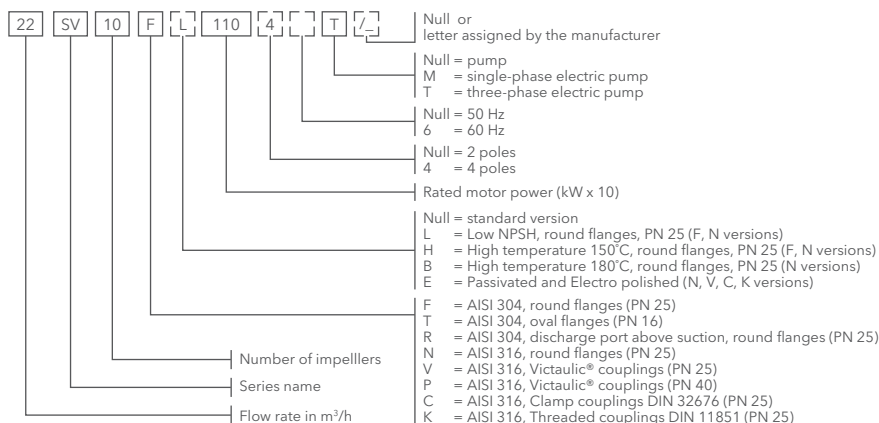 22 SV 10 F L 110 4 T /_
Null or
letter assigned by the manufacturer
Null = pump
M = single-phase electric pump
T = three-phase electric pump
Null = 50 Hz
6 = 60 Hz
Null = 2 poles
4 = 4 poles
Rated motor power (kW x 10)
Null = standard version
L = Low NPSH, round flanges, PN 25 (F, N versions)
H = High temperature 150˚C, round flanges, PN 25 (F, N versions)
B = High temperature 180˚C, round flanges, PN 25 (N versions)
E = Passivated and Electro polished (N, V, C, K versions)
F = AISI 304, round flanges (PN 25)
T = AISI 304, oval flanges (PN 16)
R = AISI 304, discharge port above suction, round flanges (PN 25)
N = AISI 316, round flanges (PN 25)
V = AISI 316, Victaulic® couplings (PN 25)
P = AISI 316, Victaulic® couplings (PN 40)
C = AISI 316, Clamp couplings DIN 32676 (PN 25)
K = AISI 316, Threaded couplings DIN 11851 (PN 25)
Number of impelllers
Series name
Flow rate in m³/h